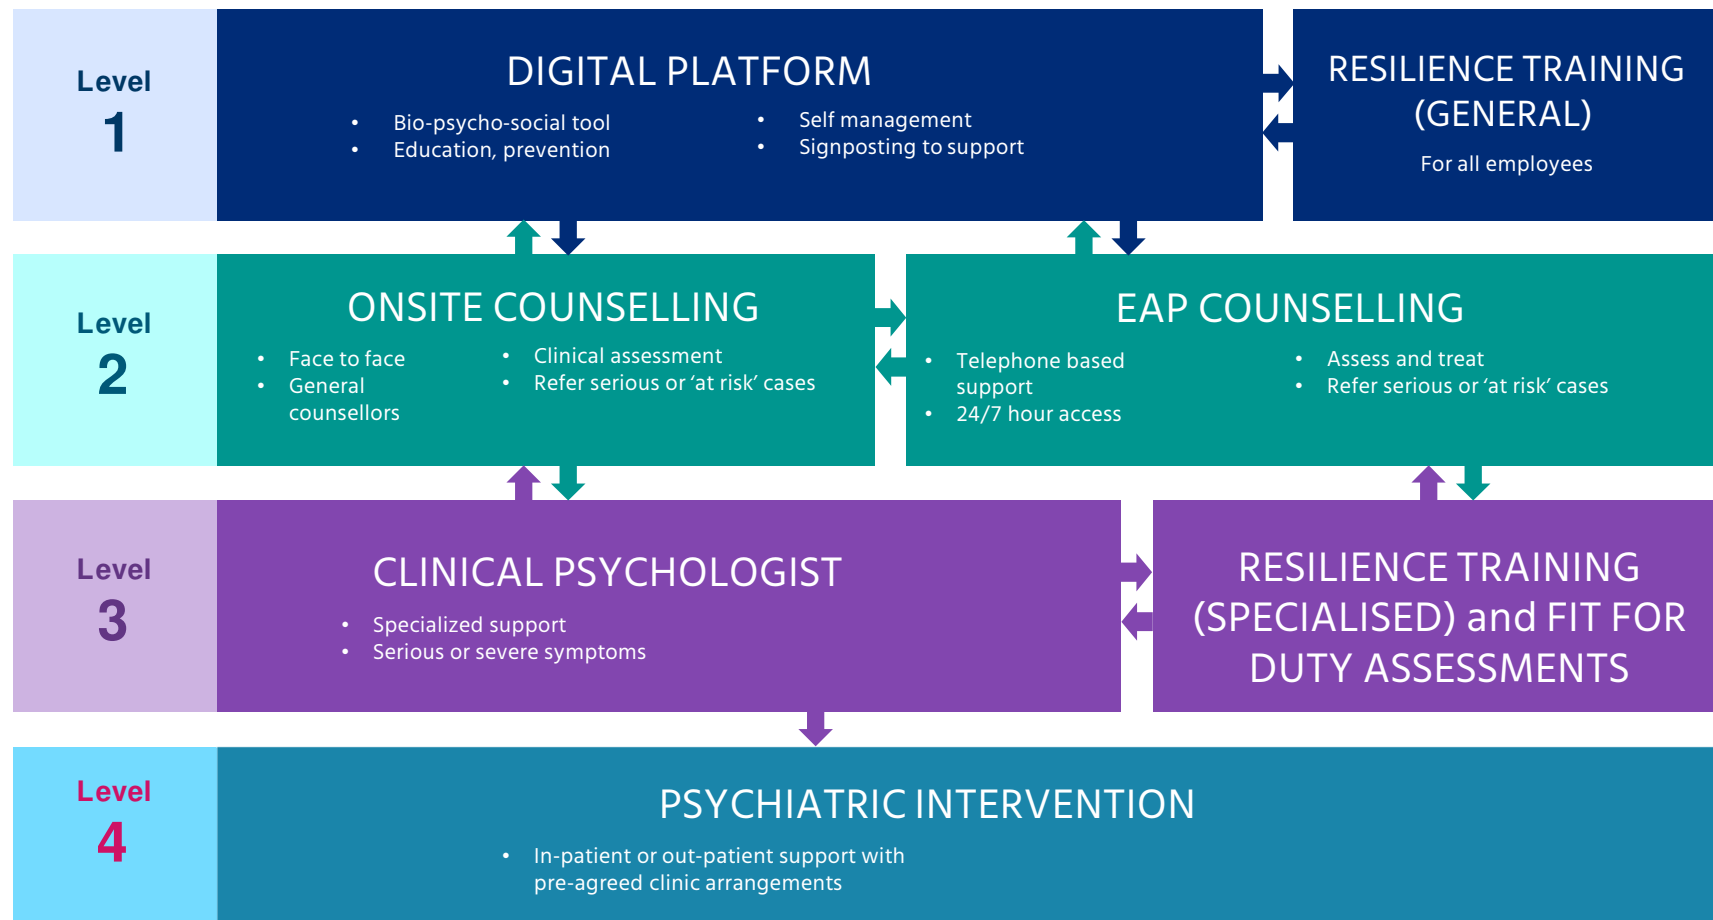 Level
1
DIGITAL PLATFORM
• Bio-psycho-social tool
• Education, prevention
• Self management
• Signposting to support
RESILIENCE TRAINING
(GENERAL)
For all employees
Level
2
ONSITE COUNSELLING
• Face to face
• General
counsellors
• Clinical assessment
• Refer serious or ‘at risk’ cases
EAP COUNSELLING
• Telephone based
support
• 24/7 hour access
• Assess and treat
• Refer serious or ‘at risk’ cases
Level
3
CLINICAL PSYCHOLOGIST
• Specialized support
• Serious or severe symptoms
RESILIENCE TRAINING
(SPECIALISED) and FIT FOR
DUTY ASSESSMENTS
Level
4
PSYCHIATRIC INTERVENTION
• In-patient or out-patient support with
pre-agreed clinic arrangements